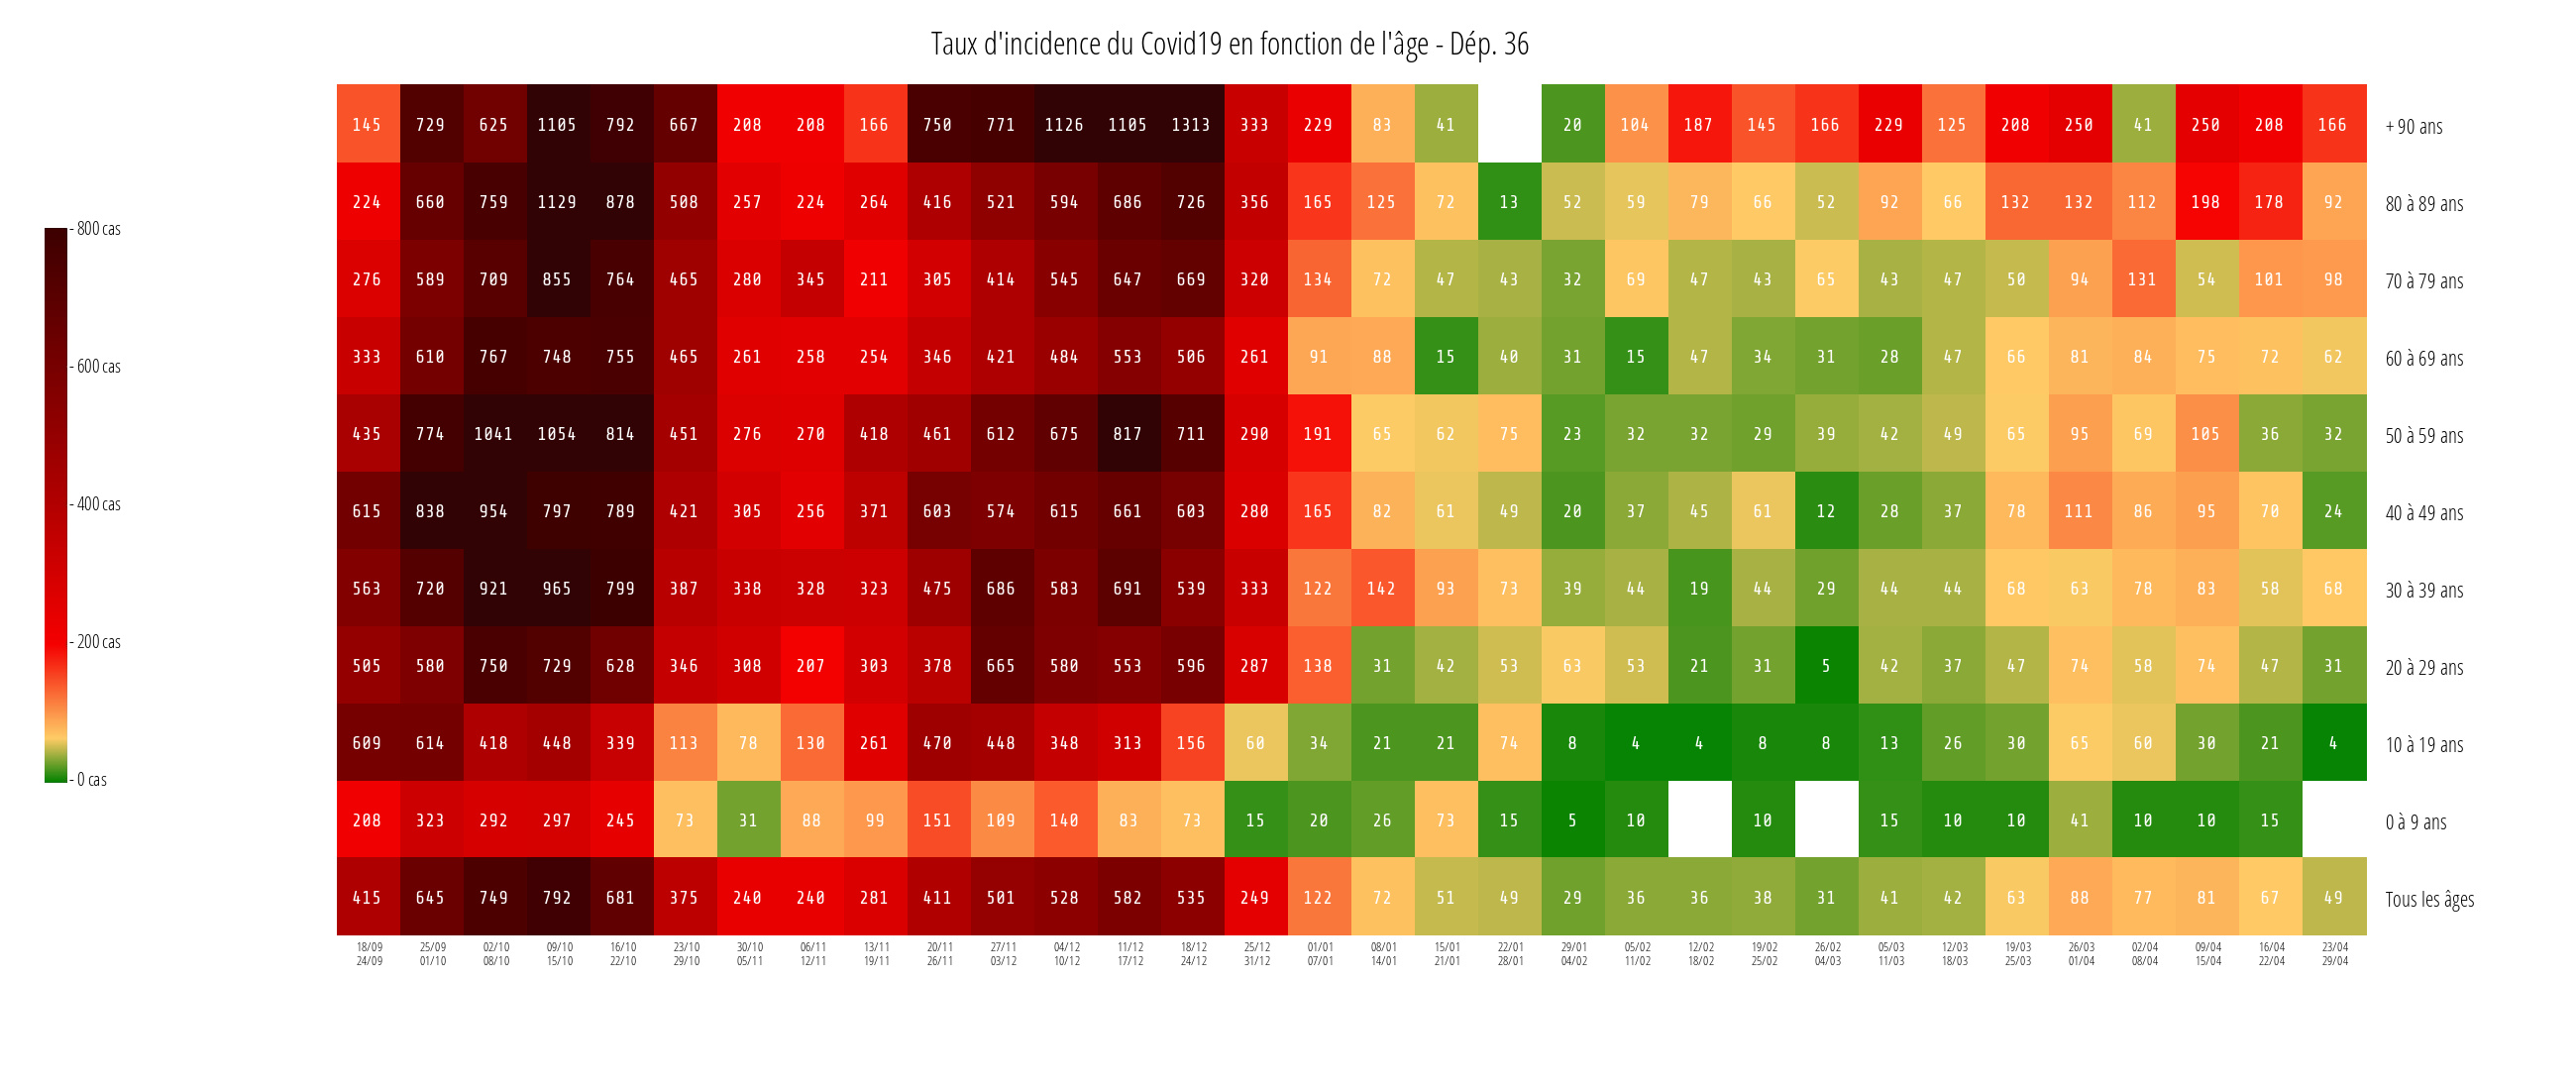 Taux d'incidence du Covid19 en fonction de l'âge - Dép. 36
145 729 625 1105 792 667 208 208 166 750 771 1126 1105 1313 333 229 83 41 20 104 187 145 166 229 125 208 250 41 250 208 166 + 90 ans
224 660 759 1129 878 508 257 224 264 416 521 594 686 726 356 165 125 72 13 52 59 79 66 52 92 66 132 132 112 198 178 92 80 à 89 ans
- 800 cas
276 589 709 855 764 465 280 345 211 305 414 545 647 669 320 134 72 47 43 32 69 47 43 65 43 47 50 94 131 54 101 98 70 à 79 ans
333 610 767 748 755 465 261 258 254 346 421 484 553 506 261 91 88 15 40 31 15 47 34 31 28 47 66 81 84 75 72 62 60 à 69 ans
- 600 cas
435 774 1041 1054 814 451 276 270 418 461 612 675 817 711 290 191 65 62 75 23 32 32 29 39 42 49 65 95 69 105 36 32 50 à 59 ans
- 400 cas
615 838 954 797 789 421 305 256 371 603 574 615 661 603 280 165 82 61 49 20 37 45 61 12 28 37 78 111 86 95 70 24 40 à 49 ans
563 720 921 965 799 387 338 328 323 475 686 583 691 539 333 122 142 93 73 39 44 19 44 29 44 44 68 63 78 83 58 68 30 à 39 ans
- 200 cas
505 580 750 729 628 346 308 207 303 378 665 580 553 596 287 138 31 42 53 63 53 21 31 5 42 37 47 74 58 74 47 31 20 à 29 ans
609 614 418 448 339 113 78 130 261 470 448 348 313 156 60 34 21 21 74 8 4 4 8 8 13 26 30 65 60 30 21 4 10 à 19 ans
- 0 cas
208 323 292 297 245 73 31 88 99 151 109 140 83 73 15 20 26 73 15 5 10 10 15 10 10 41 10 10 15 0 à 9 ans
415 645 749 792 681 375 240 240 281 411 501 528 582 535 249 122 72 51 49 29 36 36 38 31 41 42 63 88 77 81 67 49 Tous les âges
18/09 25/09 02/10 09/10 16/10 23/10 30/10 06/11 13/11 20/11 27/11 04/12 11/12 18/12 25/12 01/01 08/01 15/01 22/01 29/01 05/02 12/02 19/02 26/02 05/03 12/03 19/03 26/03 02/04 09/04 16/04 23/04
24/09 01/10 08/10 15/10 22/10 29/10 05/11 12/11 19/11 26/11 03/12 10/12 17/12 24/12 31/12 07/01 14/01 21/01 28/01 04/02 11/02 18/02 25/02 04/03 11/03 18/03 25/03 01/04 08/04 15/04 22/04 29/04